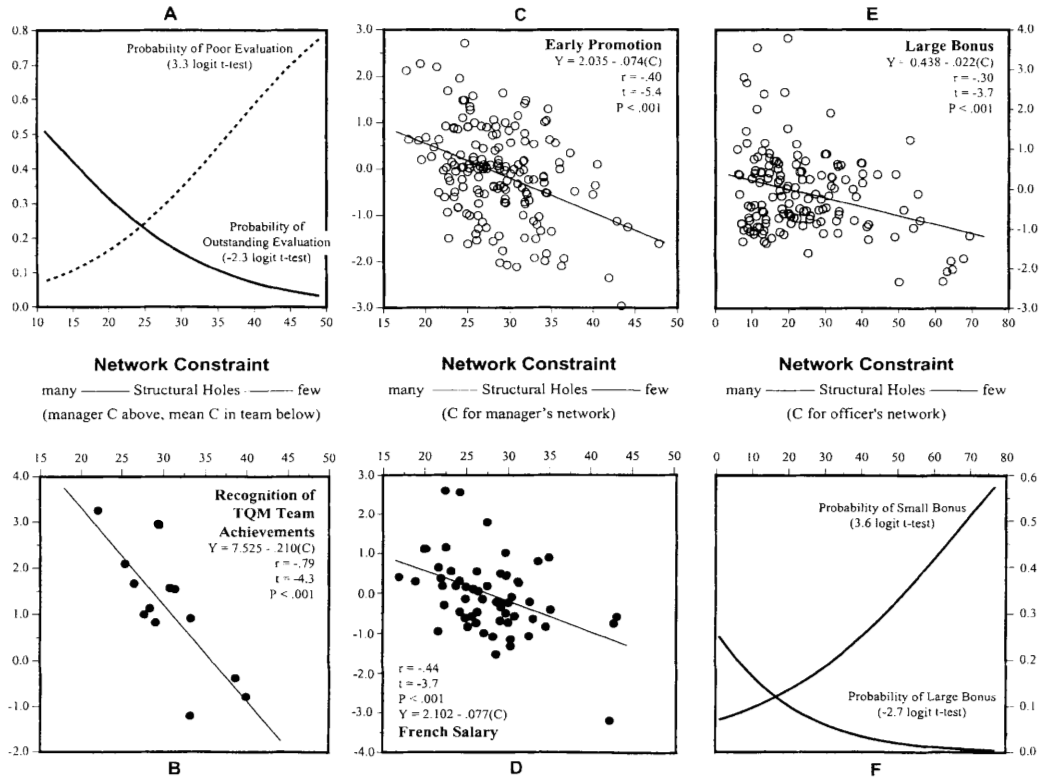 A
0.8
0.7
0.6
0.5
0.4
0.3
0.2
0.1
0.0
Probability of Poor Evaluation
(3.3 logit t-test)
Probability of
Outstanding Evaluation
(-2.3 logit t-test)
10 15 20 25 30 35 40 45 50
C
3.0
2.0
1.0
0.0
-1.0
-2.0
-3.0
Early Promotion
Y = 2.035 - .074(C)
r = -.40
t = -5.4
P < .001
15 20 25 30 35 40 45 50
E
Large Bonus
Y = 0.438 - .022(C)
r = -.30
t = -3.7
P < .001
4.0
3.0
2.0
1.0
0.0
-1.0
-2.0
-3.0
0 10 20 30 40 50 60 70 80
Network Constraint
many Structural Holes few
(manager C above, mean C in team below)
Network Constraint
many Structural Holes few
(C for manager's network)
Network Constraint
many Structural Holes few
(C for officer's network)
15 20 25 30 35 40 45 50
4.0
3.0
2.0
1.0
0.0
-1.0
-2.0
Recognition of
TQM Team
Achievements
Y = 7.525 - .210(C)
r = -.79
t = -4.3
P < .001
B
15 20 25 30 35 40 45 50
3.0
2.0
1.0
0.0
-1.0
-2.0
-3.0
-4.0
r = -.44
t = -3.7
P < .001
Y = 2.102 -.077(C)
French Salary
D
0 10 20 30 40 50 60 70 80
Probability of Small Bonus
(3.6 logit t-test)
Probability of Large Bonus
(-2.7 logit t-test)
0.6
0.5
0.4
0.3
0.2
0.1
0.0
F